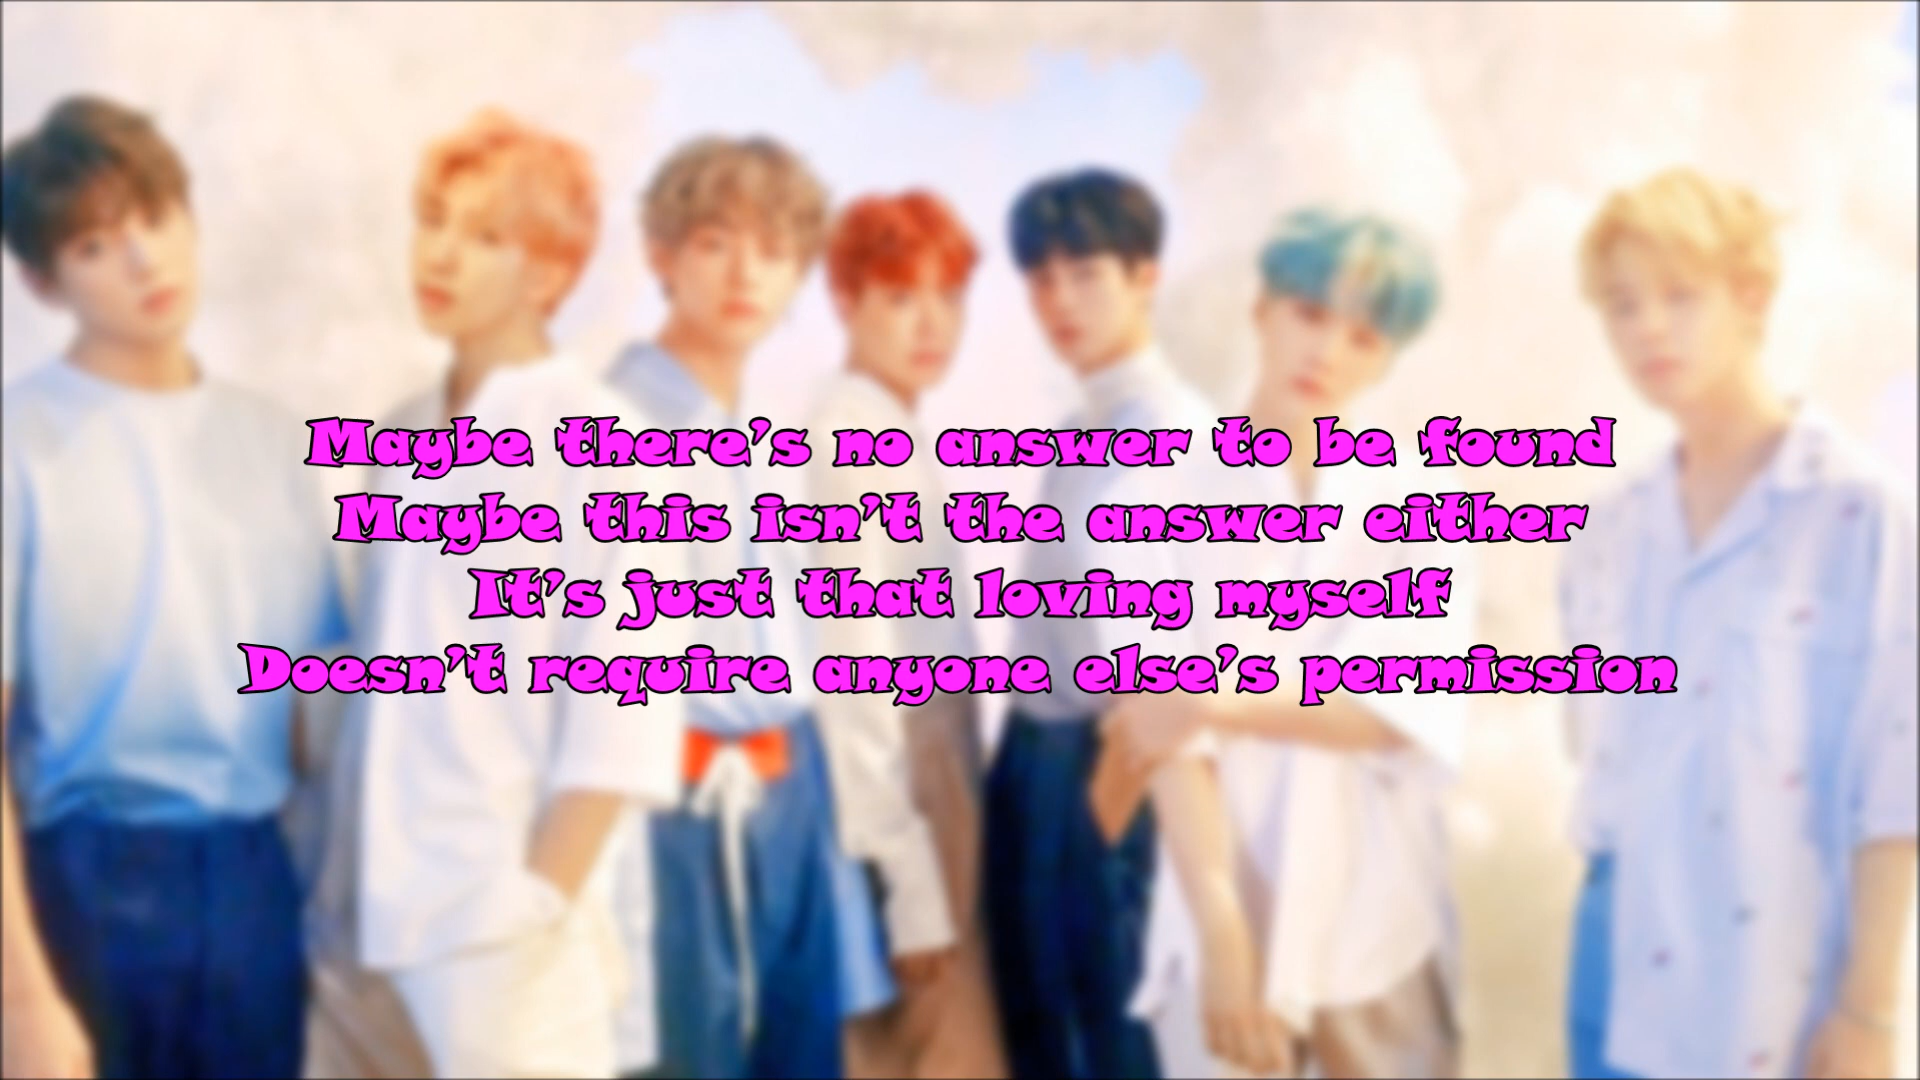 Maybe there's no answer to be found
Maybe this isn't the answer either
It's just that loving myself
Doesn't require anyone else's permission